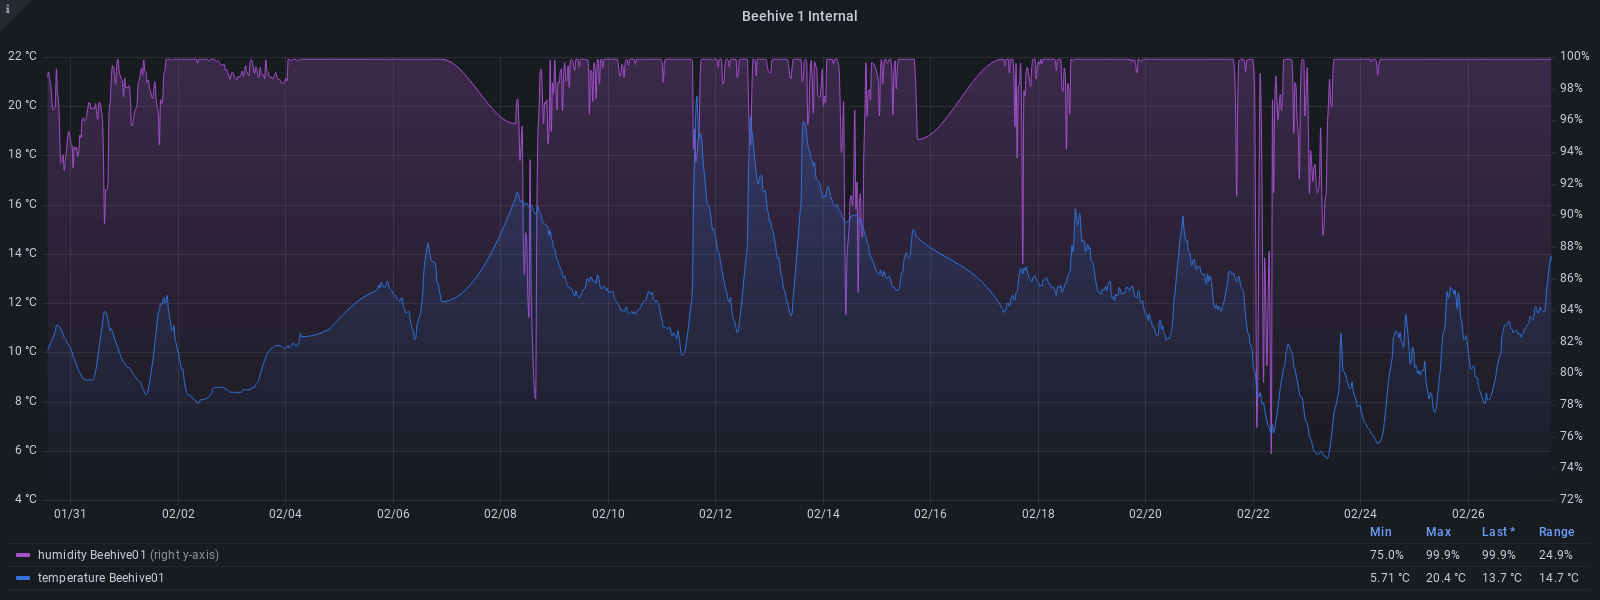 i
Beehive 1 Internal
22 °C
20 °C
18 °C
16 °C
14 °C
12 °C
10 °C
8 °C
6 °C
4 °C
100%
98%
96%
94%
92%
90%
88%
86%
84%
82%
80%
78%
76%
74%
72%
01/31 02/02 02/04 02/06 02/08 02/10 02/12 02/14 02/16 02/18 02/20 02/22 02/24 02/26
Min Max Last * Range
humidity Beehive01 (right y-axis) 75.0% 99.9% 99.9% 24.9%
temperature Beehive01 5.71 °C 20.4 °C 13.7 °C 14.7 °C